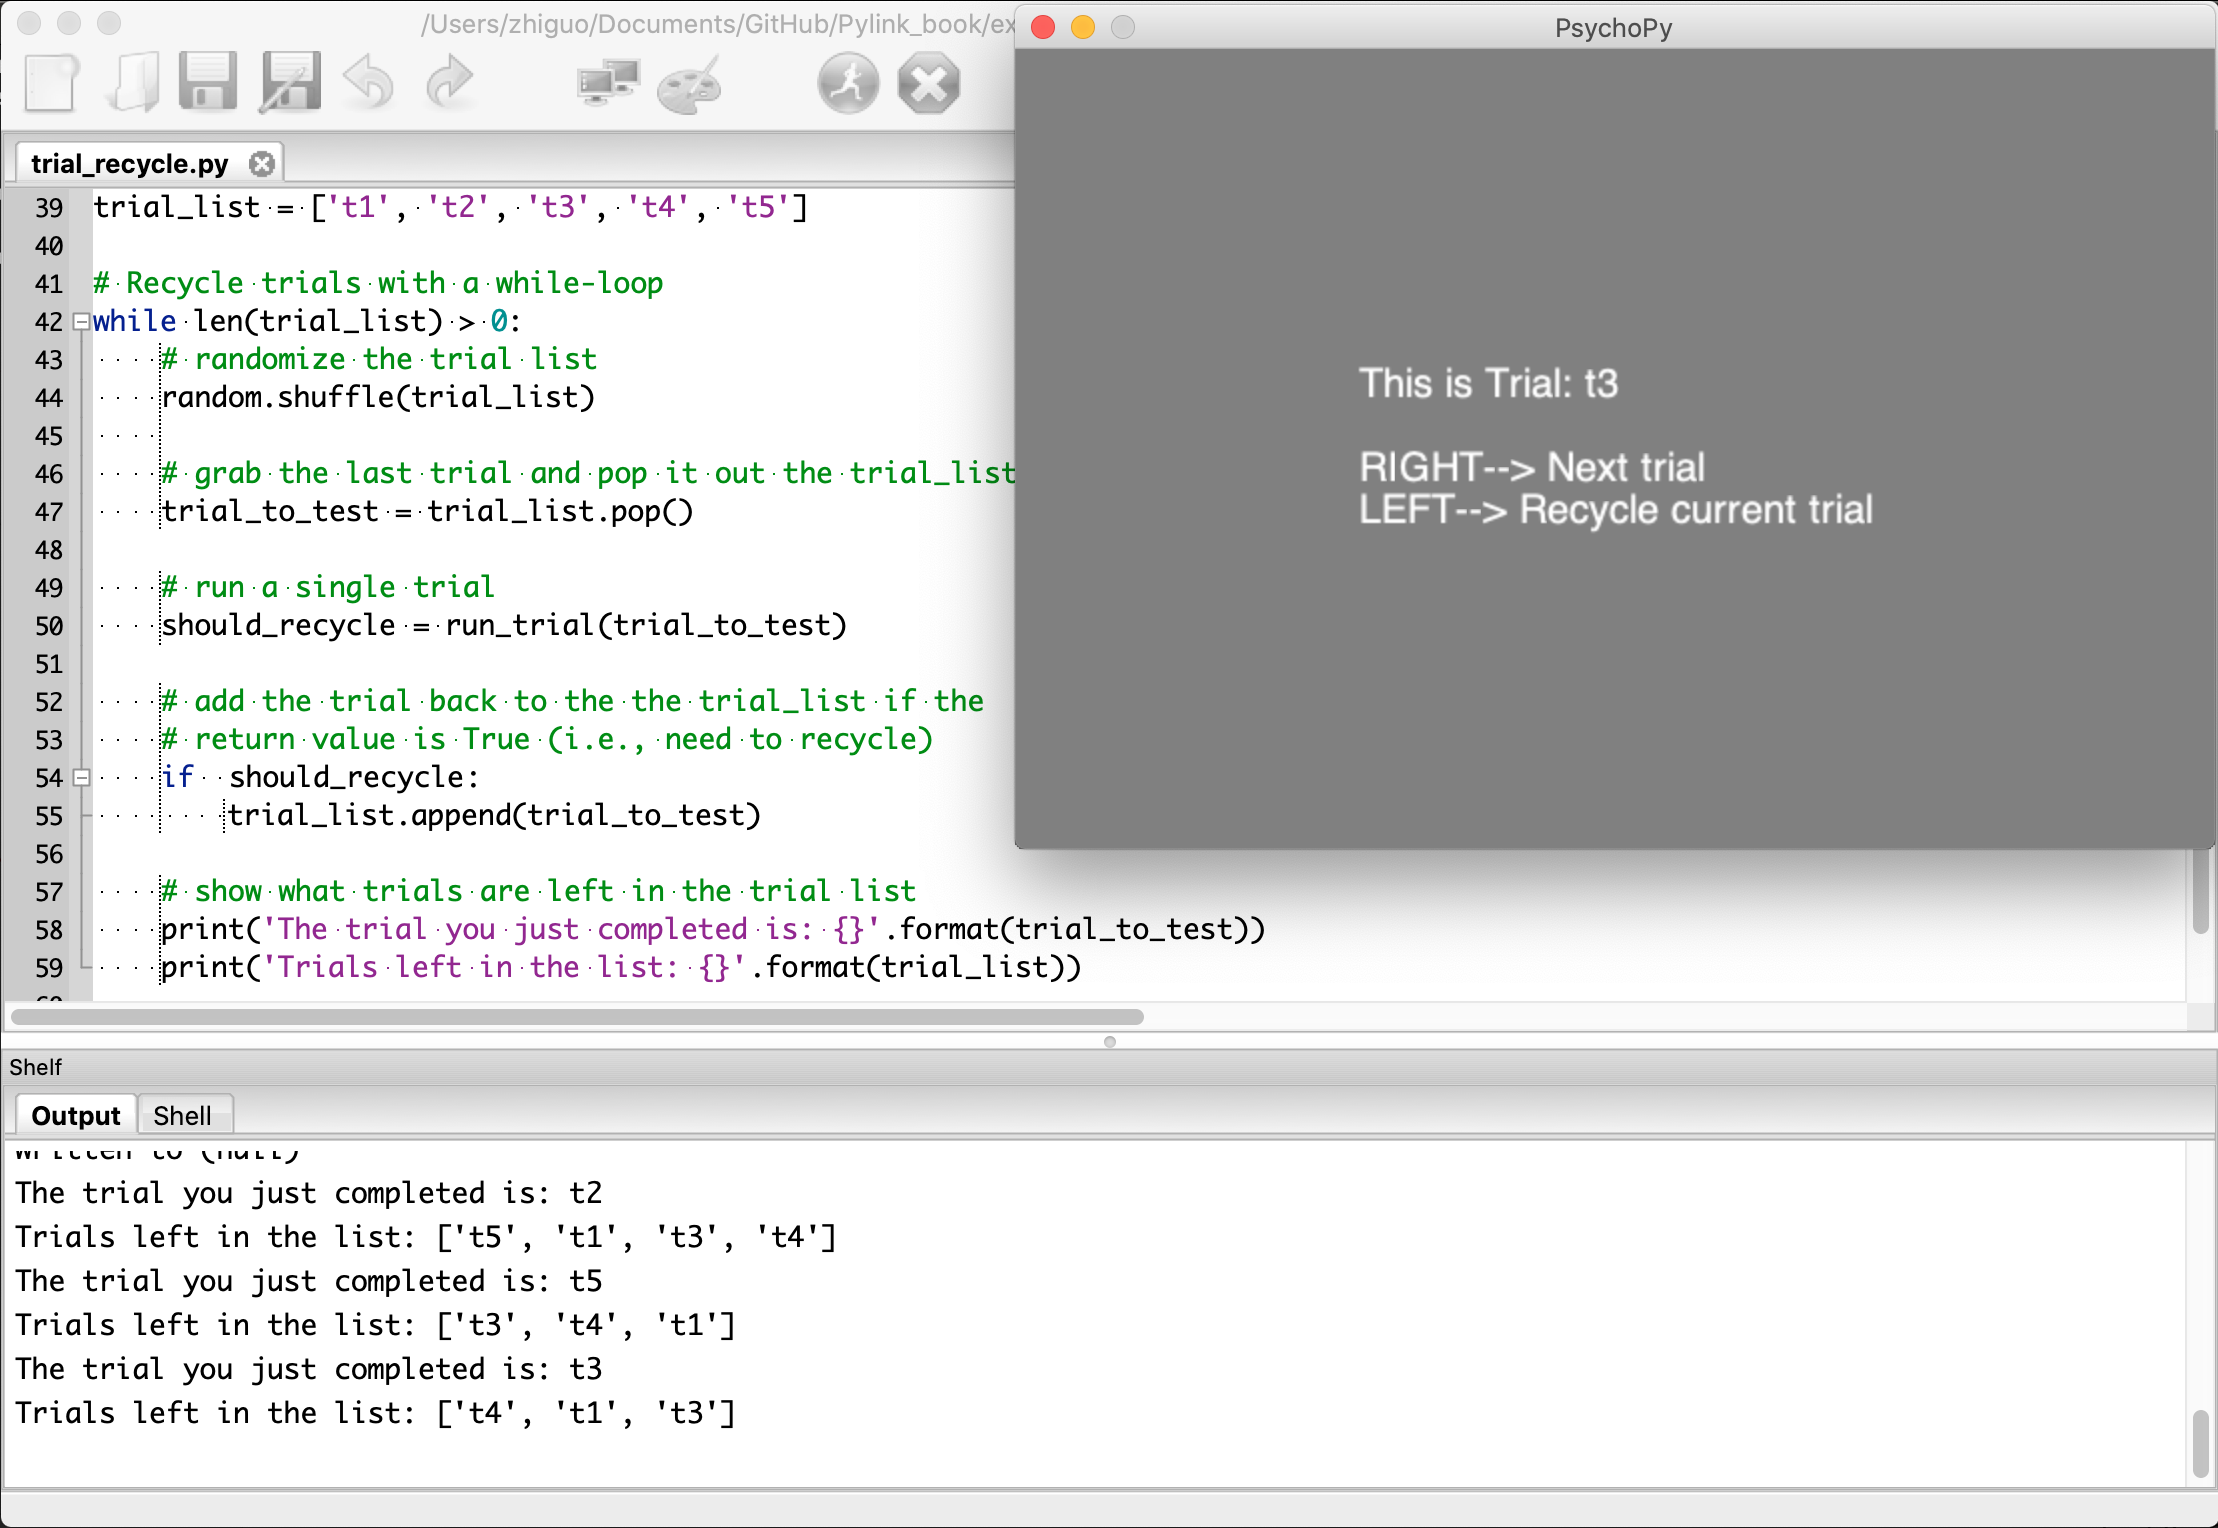 /Users/zhiguo/Documents/GitHub/Pylink_book/ex
PsychoPy
trial_recycle.py
39 trial_list = ['t1', 't2', 't3', 't4', 't5']
40
41 # Recycle trials with a while-loop
42 while len(trial_list) > 0:
43 # randomize the trial list
44 random.shuffle(trial_list)
45
46 # grab the last trial and pop it out the trial_list
47 trial_to_test = trial_list.pop()
48
49 # run a single trial
50 should_recycle = run_trial(trial_to_test)
51
52 # add the trial back to the the trial_list if the
53 # return value is True (i.e., need to recycle)
54 if  should_recycle:
55 trial_list.append(trial_to_test)
56
57 # show what trials are left in the trial list
58 print('The trial you just completed is: {}'.format(trial_to_test))
59 print('Trials left in the list: {}'.format(trial_list))
60
This is Trial: t3
RIGHT--> Next trial
LEFT--> Recycle current trial
Shelf
Output Shell
written to (null)
The trial you just completed is: t2
Trials left in the list: ['t5', 't1', 't3', 't4']
The trial you just completed is: t5
Trials left in the list: ['t3', 't4', 't1']
The trial you just completed is: t3
Trials left in the list: ['t4', 't1', 't3']